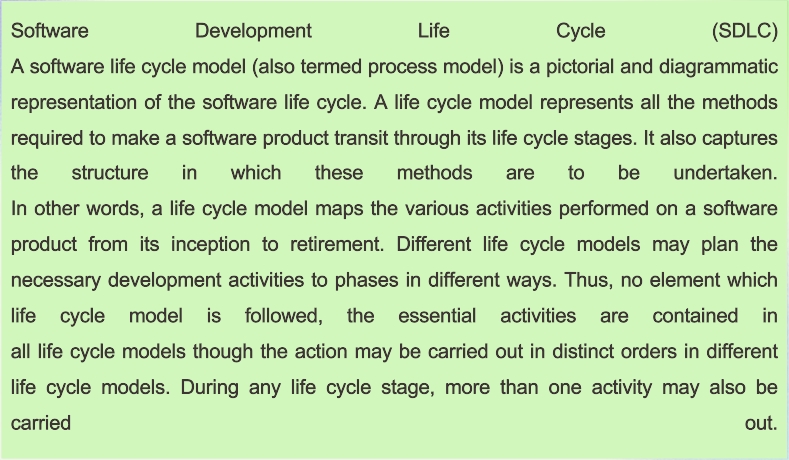 Software Development Life Cycle (SDLC)
A software life cycle model (also termed process model) is a pictorial and diagrammatic
representation of the software life cycle. A life cycle model represents all the methods
required to make a software product transit through its life cycle stages. It also captures
the structure in which these methods are to be undertaken.
In other words, a life cycle model maps the various activities performed on a software
product from its inception to retirement. Different life cycle models may plan the
necessary development activities to phases in different ways. Thus, no element which
life cycle model is followed, the essential activities are contained in
all life cycle models though the action may be carried out in distinct orders in different
life cycle models. During any life cycle stage, more than one activity may also be
carried out.